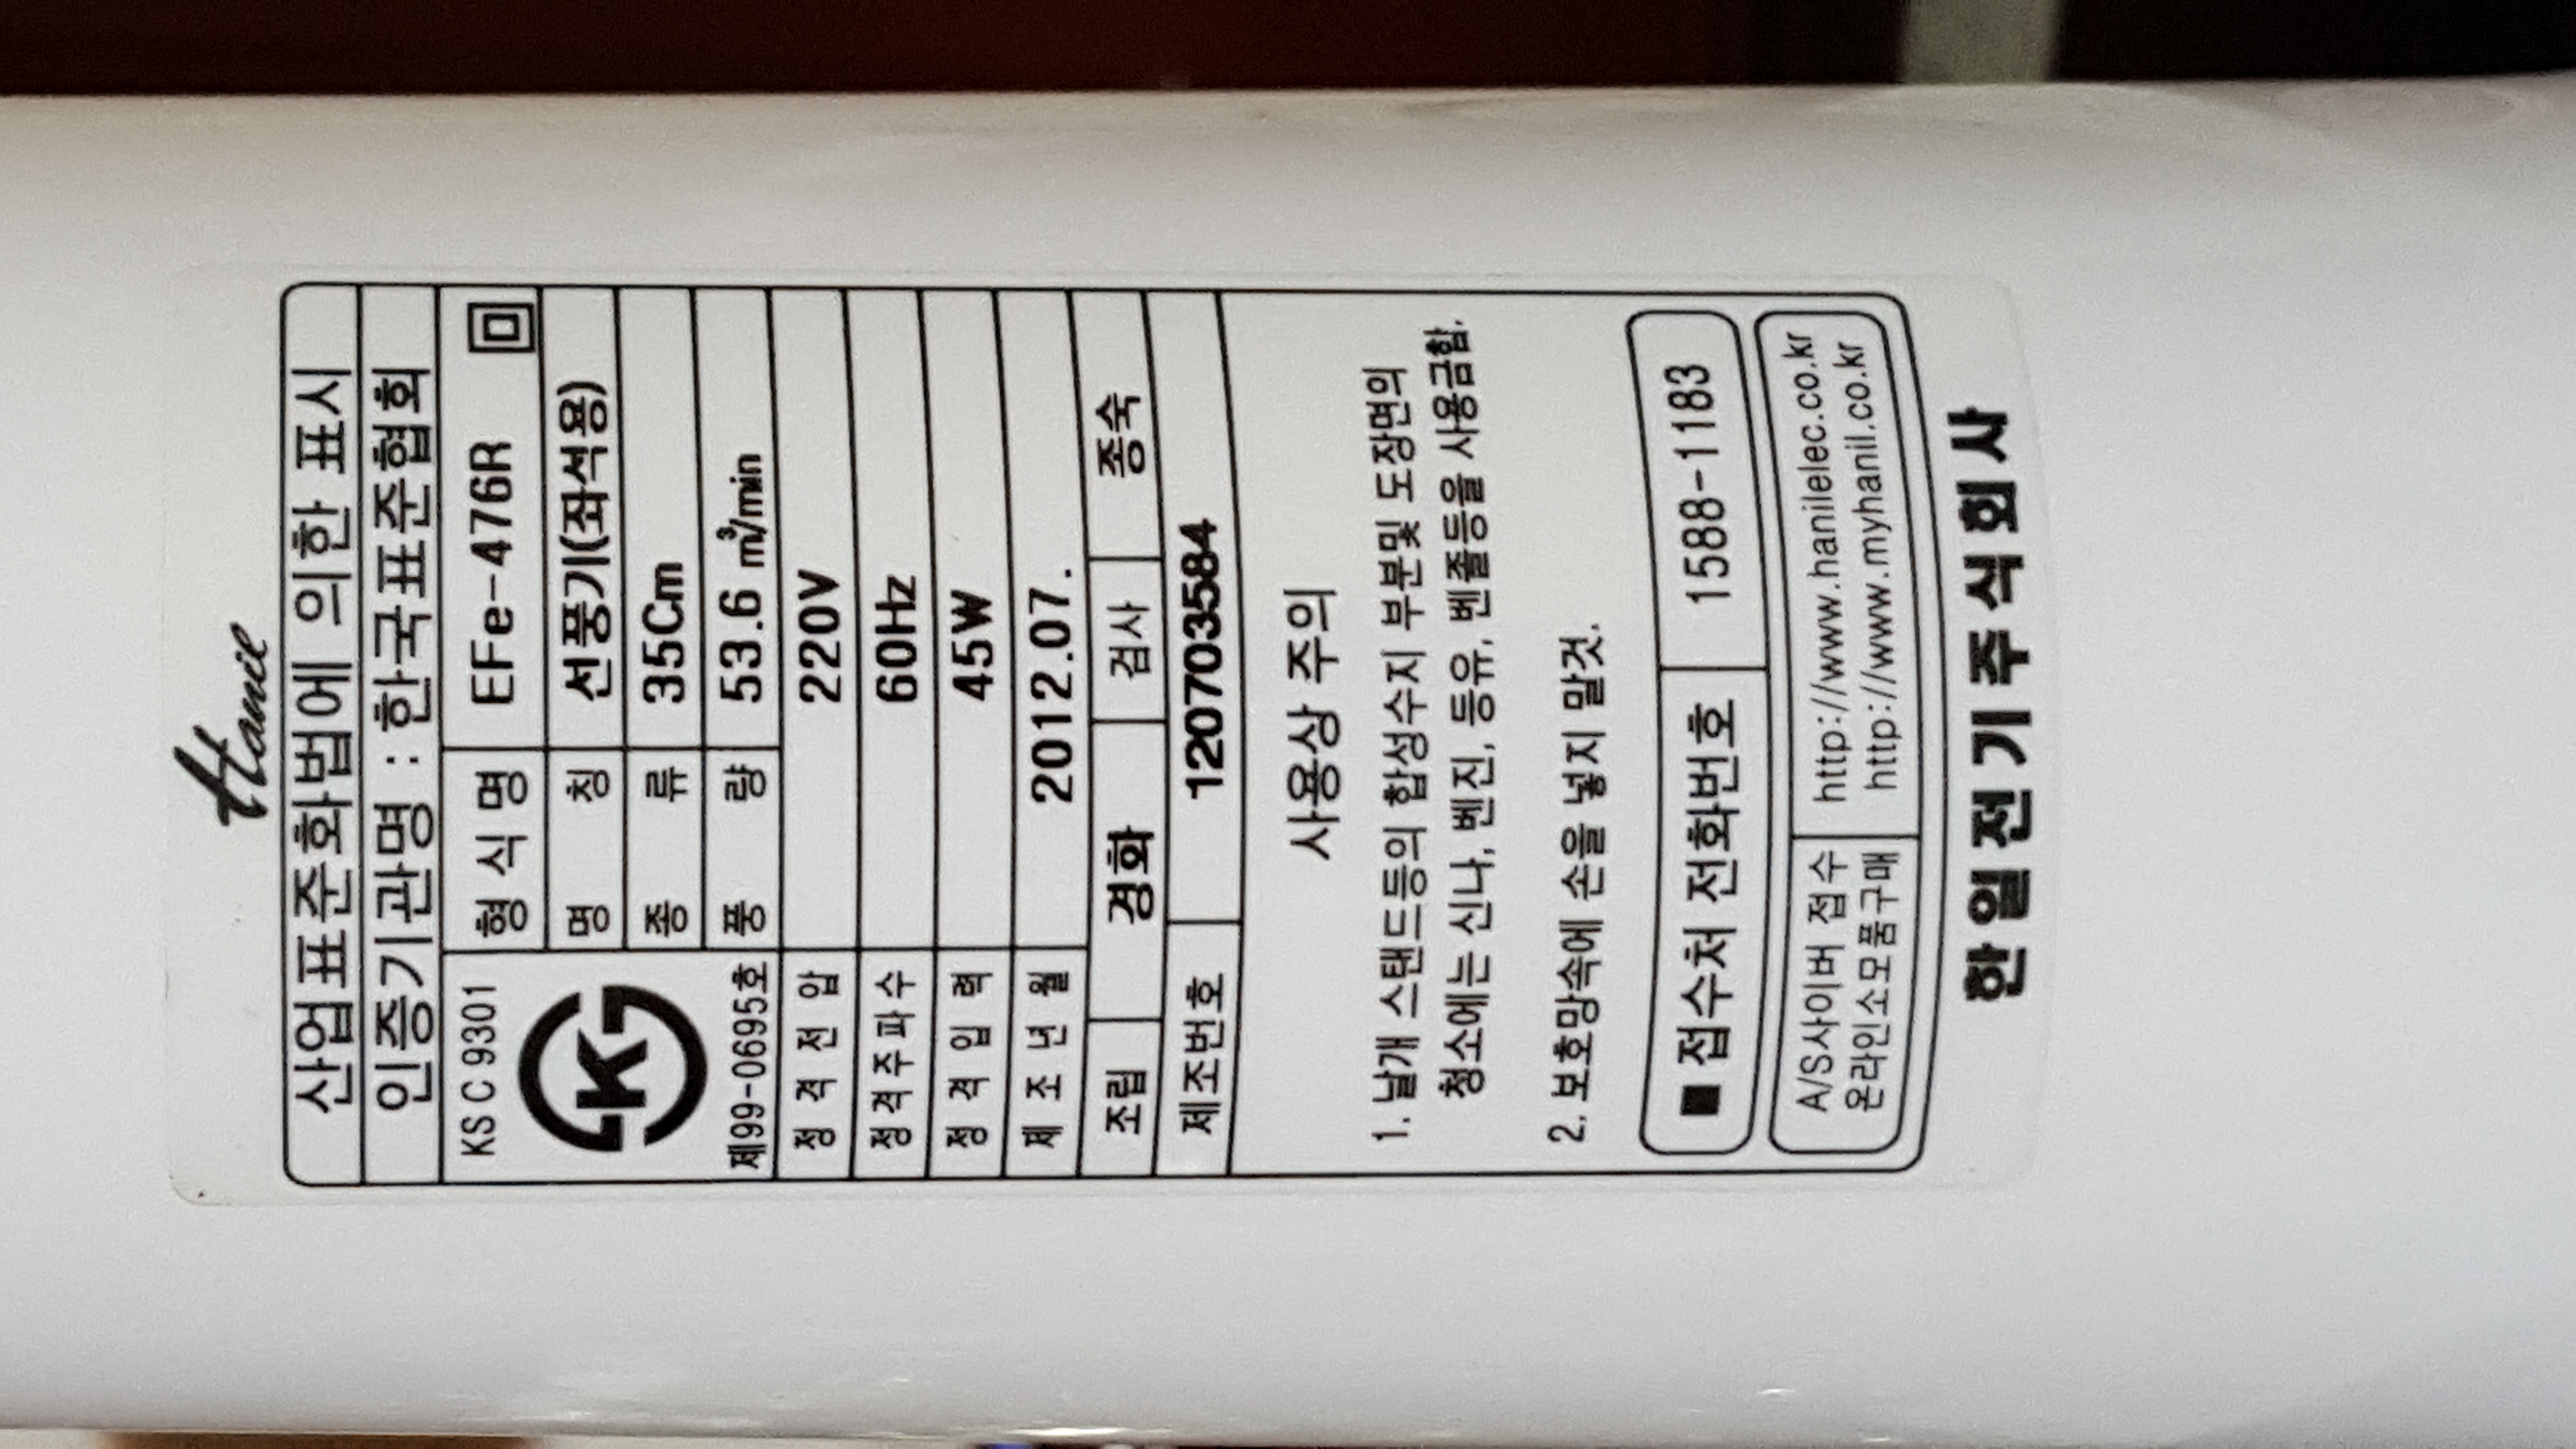 Hanil
산업표준화법에 의한 표시
인증기관명 : 한국표준협회
KS C 9301
제99-0695호
형식명 EFe-476R
명칭 선풍기(좌석용)
종류 35Cm
풍량 53.6 m³/min
정격전압 220V
정격주파수 60Hz
정격입력 45W
제조년월 2012.07.
조립 경화 검사 종숙
제조번호 120703584
사용상 주의
1. 날개 스탠드등의 합성수지 부분및 도장면의
청소에는 신나, 벤진, 등유, 벤졸등을 사용금함.
2. 보호망속에 손을 넣지 말것.
■ 접수처 전화번호 1588-1183
A/S사이버 접수 http://www.hanilelec.co.kr
온라인소모품구매 http://www.myhanil.co.kr
한일전기주식회사